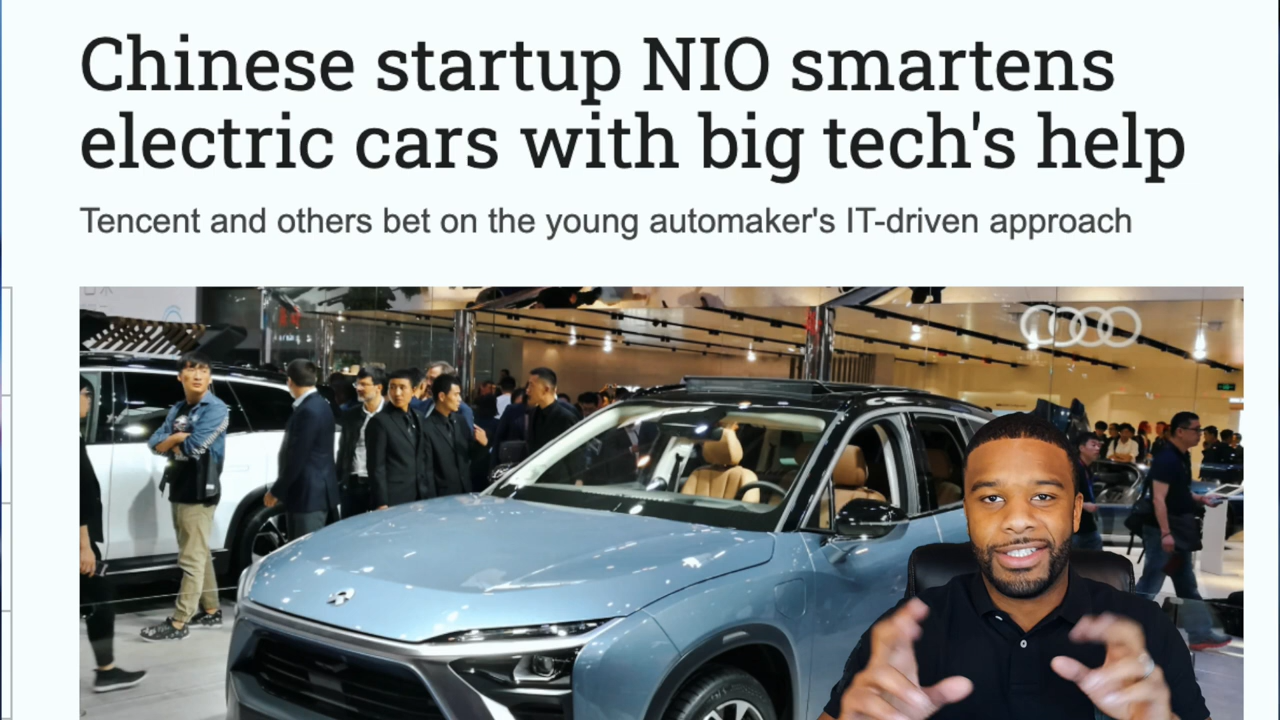 Chinese startup NIO smartens
electric cars with big tech's help
Tencent and others bet on the young automaker's IT-driven approach